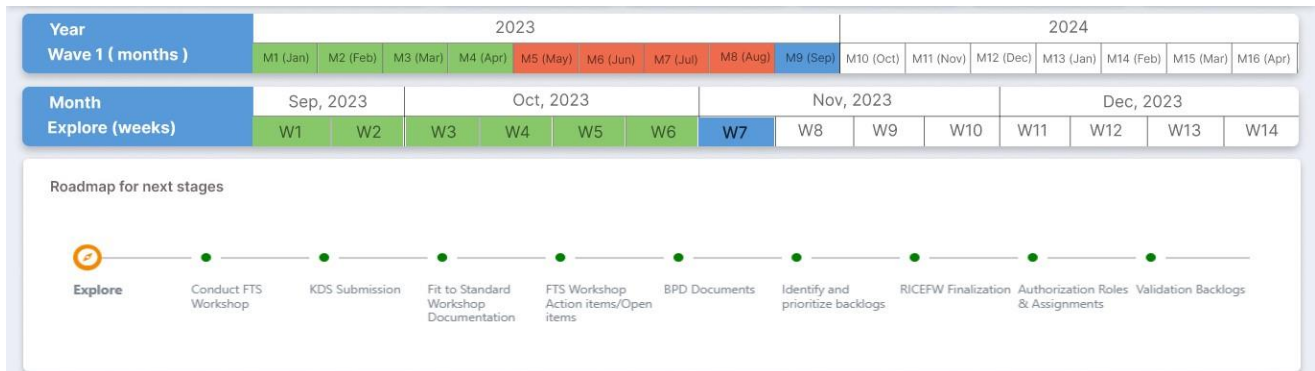 Year 2023 2024
Wave 1 ( months ) M1 (Jan) M2 (Feb) M3 (Mar) M4 (Apr) M5 (May) M6 (Jun) M7 (Jul) M8 (Aug) M9 (Sep) M10 (Oct) M11 (Nov) M12 (Dec) M13 (Jan) M14 (Feb) M15 (Mar) M16 (Apr)
Month Sep, 2023 Oct, 2023 Nov, 2023 Dec, 2023
Explore (weeks) W1 W2 W3 W4 W5 W6 W7 W8 W9 W10 W11 W12 W13 W14
Roadmap for next stages
Explore
Conduct FTS
Workshop
KDS Submission
Fit to Standard
Workshop
Documentation
FTS Workshop
Action items/Open
items
BPD Documents
Identify and
prioritize backlogs
RICEFW Finalization
Authorization Roles
& Assignments
Validation Backlogs